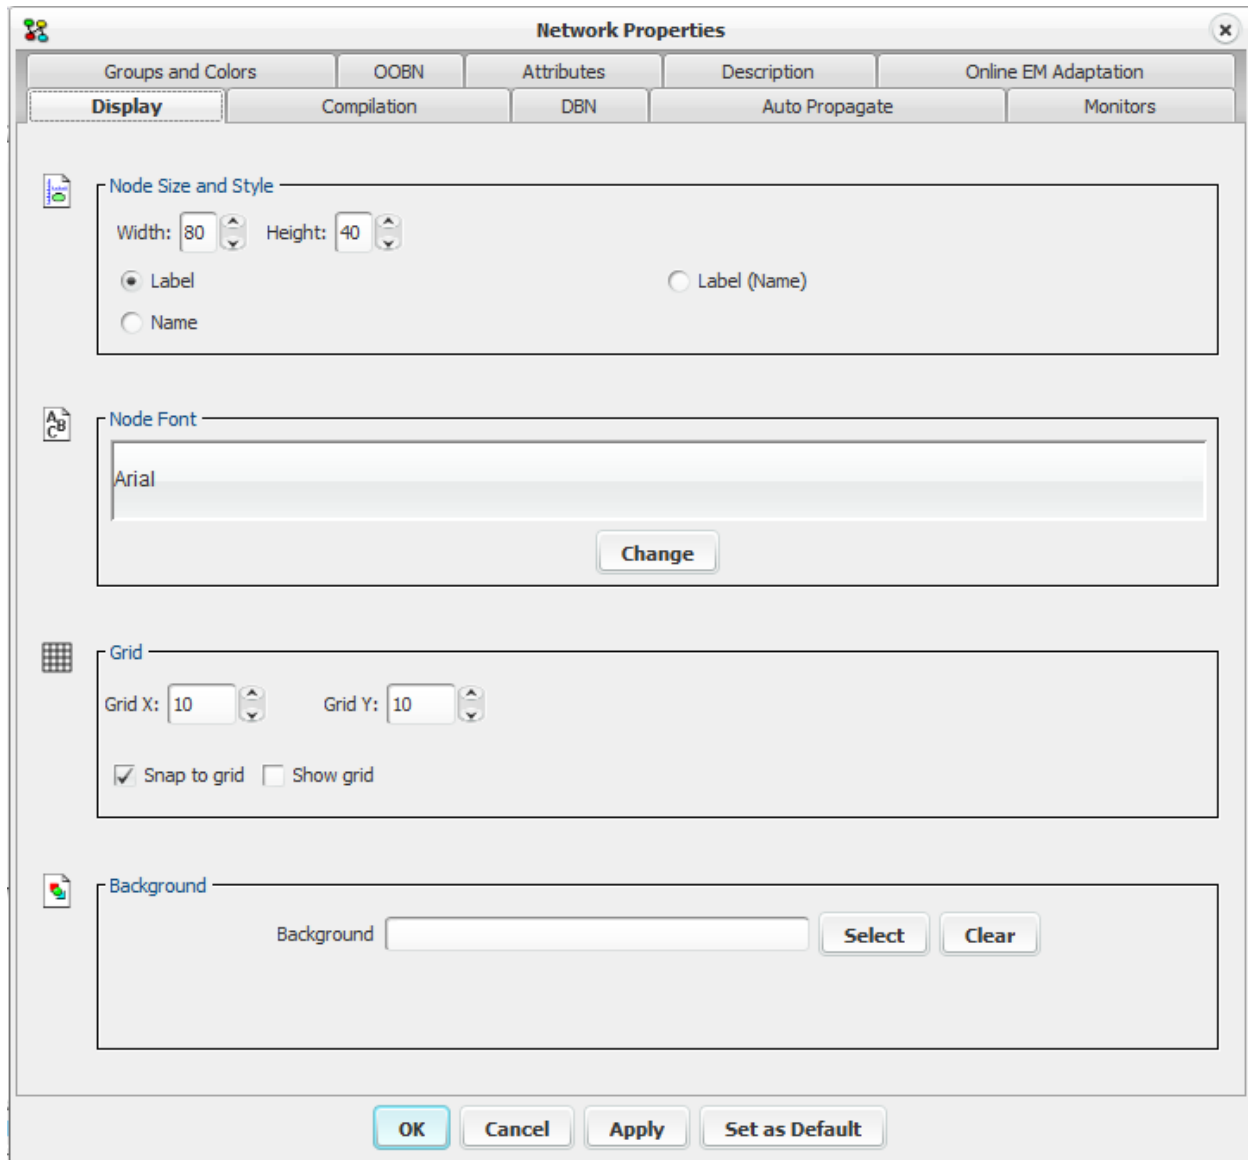 Network Properties
Groups and Colors OOBN Attributes Description Online EM Adaptation
Display Compilation DBN Auto Propagate Monitors
Node Size and Style
Width: 80 Height: 40
Label Label (Name)
Name
A B C
Node Font
Arial
Change
Grid
Grid X: 10 Grid Y: 10
Snap to grid Show grid
Background
Background Select Clear
OK Cancel Apply Set as Default